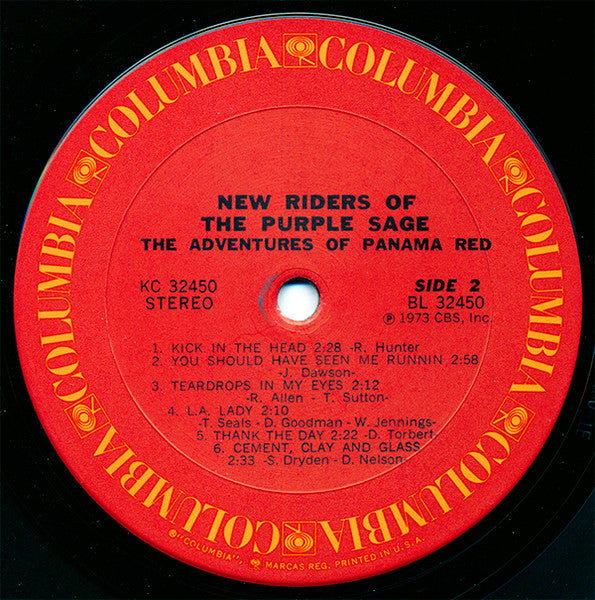 COLUMBIA COLUMBIA COLUMBIA COLUMBIA COLUMBIA COLUMBIA COLUMBIA COLUMBIA
NEW RIDERS OF
THE PURPLE SAGE
THE ADVENTURES OF PANAMA RED
KC 32450
STEREO
SIDE 2
BL 32450
℗ 1973 CBS, Inc.
1. KICK IN THE HEAD 2:28 -R. Hunter
2. YOU SHOULD HAVE SEEN ME RUNNIN 2:58
-J. Dawson-
3. TEARDROPS IN MY EYES 2:12
-R. Allen - T. Sutton-
4. L.A. LADY 2:10
-T. Seals - D. Goodman - W. Jennings-
5. THANK THE DAY 2:22 -D. Torbert-
6. CEMENT, CLAY AND GLASS
2:33 -S. Dryden - D. Nelson-
® "COLUMBIA", MARCAS REG. PRINTED IN U.S.A.